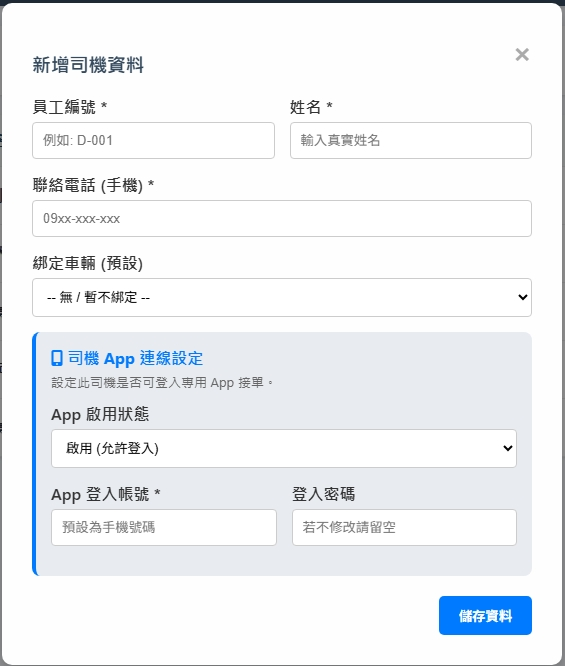 新增司機資料
×
員工編號 * 姓名 *
例如: D-001 輸入真實姓名
聯絡電話 (手機) *
09xx-xxx-xxx
綁定車輛 (預設)
-- 無 / 暫不綁定 --
司機 App 連線設定
設定此司機是否可登入專用 App 接單。
App 啟用狀態
啟用 (允許登入)
App 登入帳號 * 登入密碼
預設為手機號碼 若不修改請留空
儲存資料